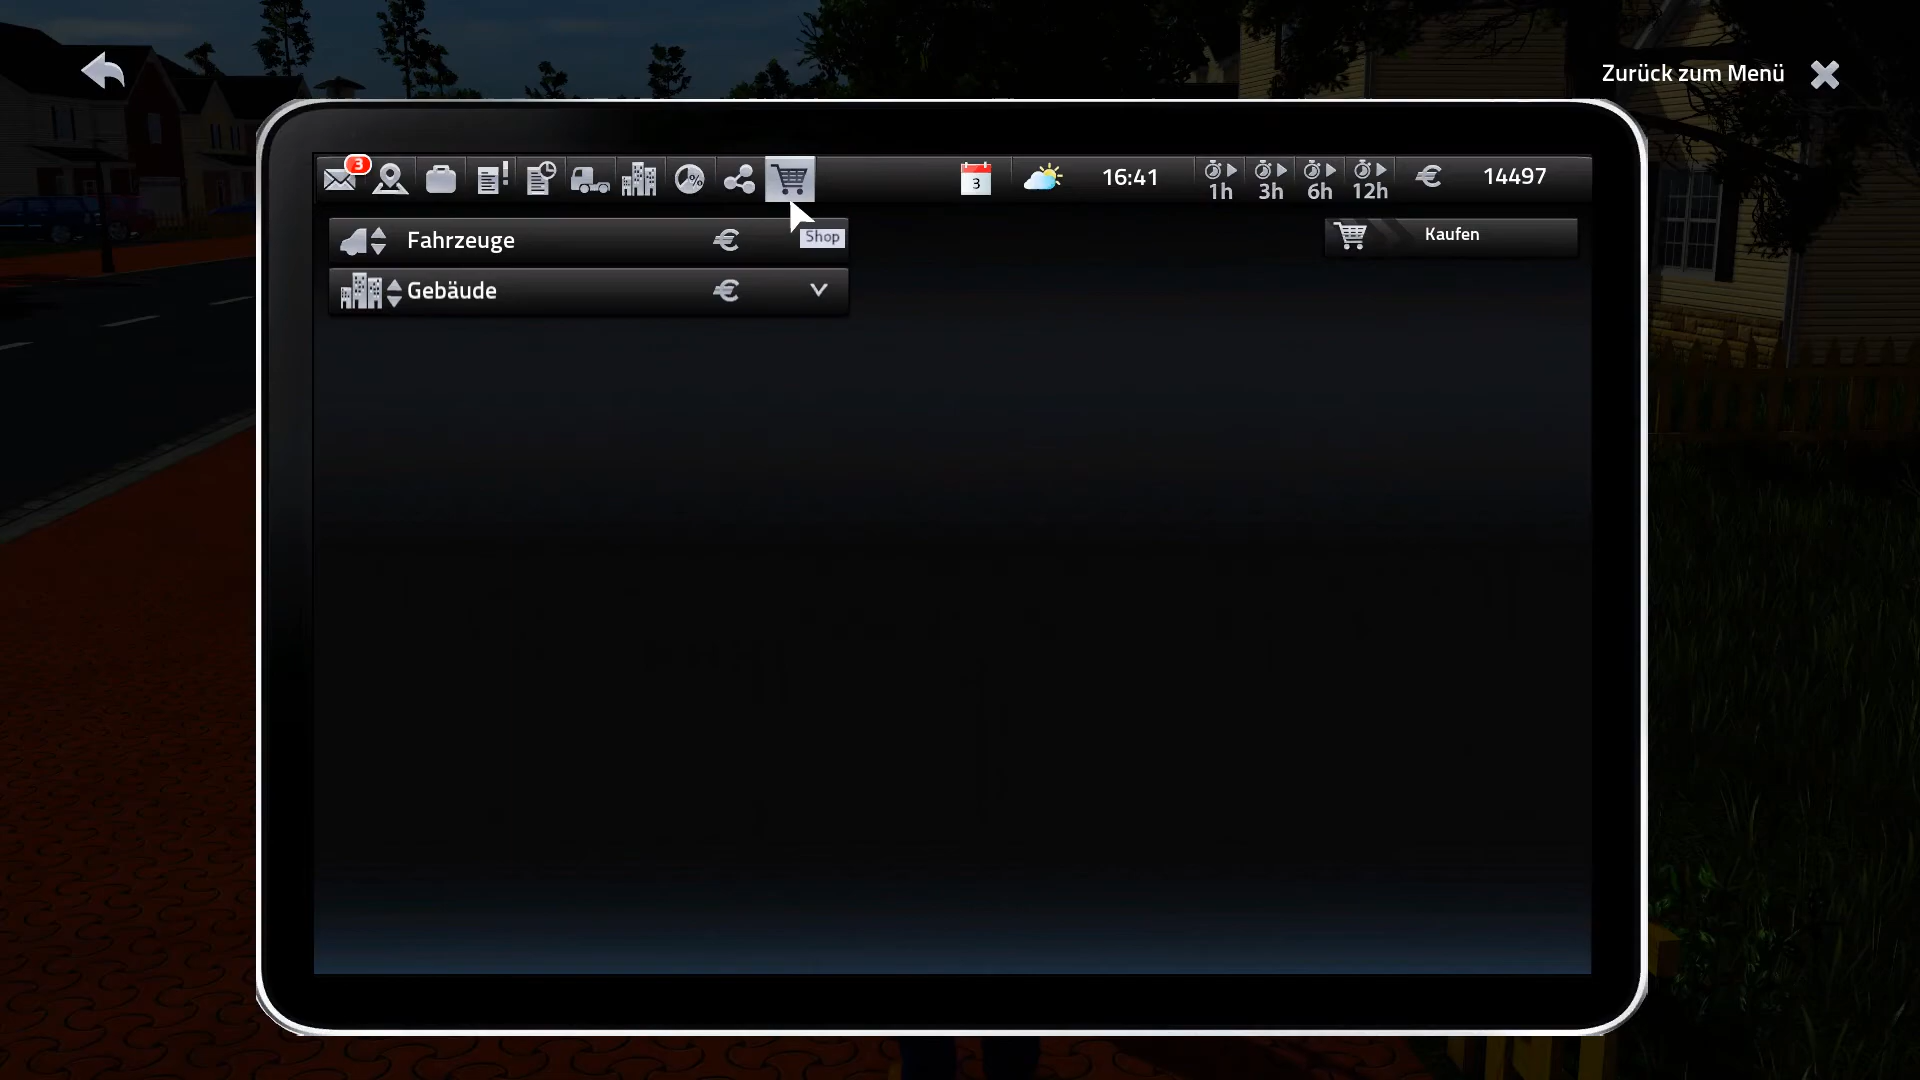 Zurück zum Menü
3
3
16:41
1h
3h
6h
12h
€
14497
Fahrzeuge €
Shop
Kaufen
Gebäude €